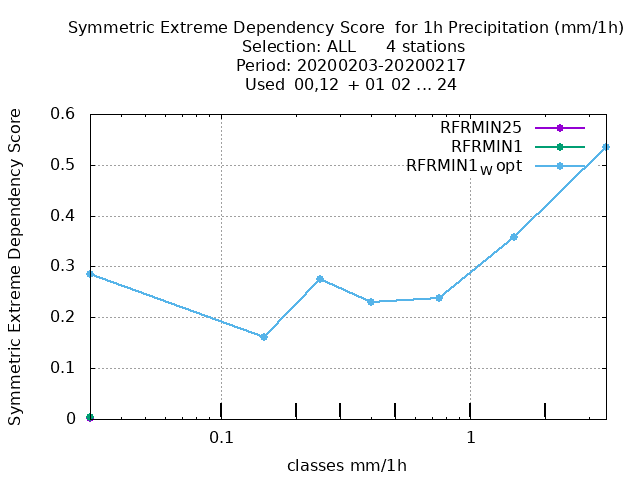 Symmetric Extreme Dependency Score for 1h Precipitation (mm/1h)
Selection: ALL 4 stations
Period: 20200203-20200217
Used 00,12 + 01 02 ... 24
RFRMIN25
RFRMIN1
RFRMIN1_W opt
Symmetric Extreme Dependency Score
0.6
0.5
0.4
0.3
0.2
0.1
0
0.1 1
classes mm/1h